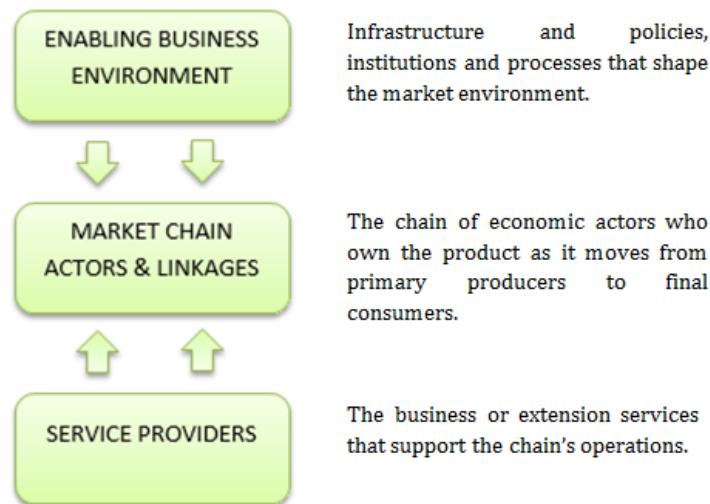 ENABLING BUSINESS
ENVIRONMENT
Infrastructure and policies,
institutions and processes that shape
the market environment.
MARKET CHAIN
ACTORS & LINKAGES
The chain of economic actors who
own the product as it moves from
primary producers to final
consumers.
SERVICE PROVIDERS
The business or extension services
that support the chain's operations.